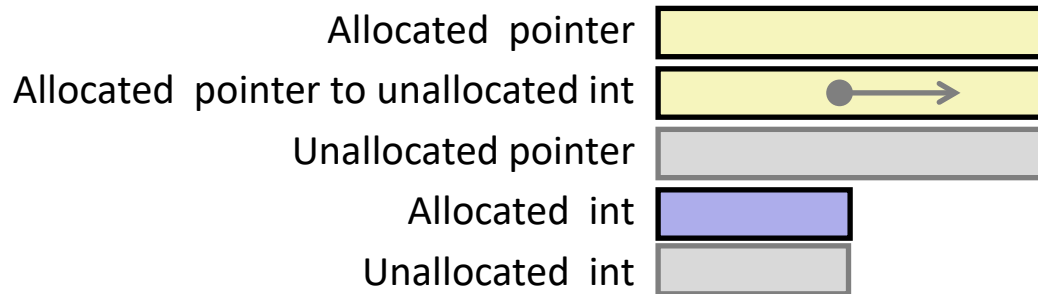 Allocated pointer
Allocated pointer to unallocated int
Unallocated pointer
Allocated int
Unallocated int